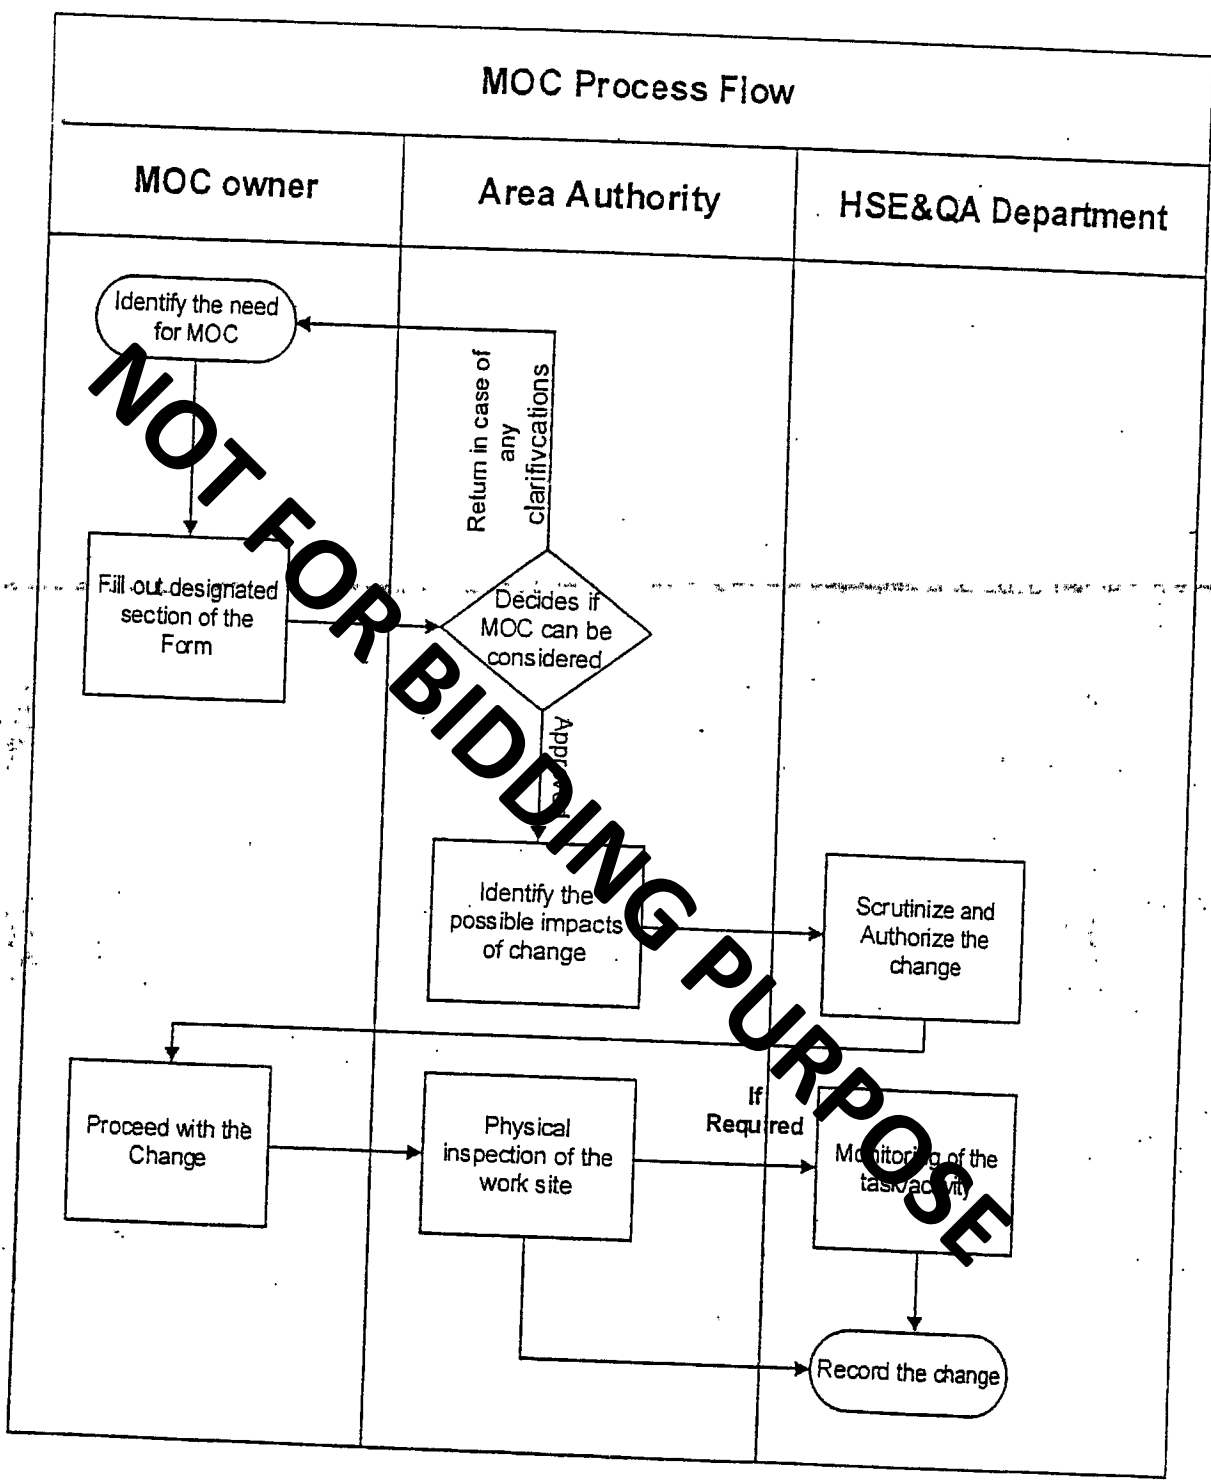 MOC Process Flow
MOC owner
Area Authority
HSE&QA Department
Identify the need
for MOC
Return in case of
any
clarifivcations
Fill out designated
section of the
Form
Decides if
MOC can be
considered
Approved
Identify the
possible impacts
of change
Scrutinize and
Authorize the
change
Proceed with the
Change
Physical
inspection of the
work site
If
Required
Monitoring of the
task/activity
Record the change
NOT FOR BIDDING PURPOSE